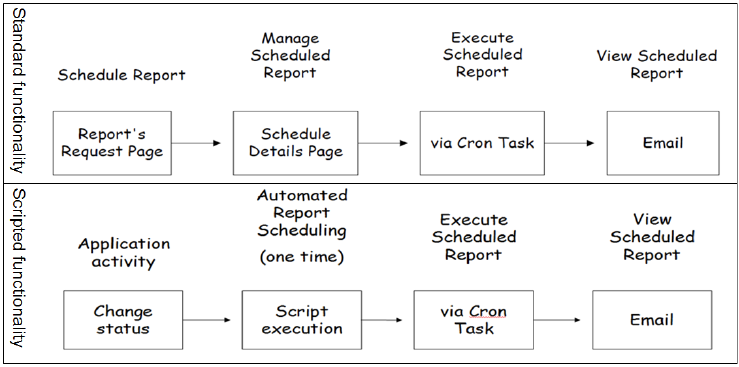 Standard functionality
Schedule Report
Manage
Scheduled
Report
Execute
Scheduled
Report
View Scheduled
Report
Report's
Request Page
Schedule
Details Page
via Cron Task
Email
Scripted functionality
Application
activity
Automated
Report
Scheduling
(one time)
Execute
Scheduled
Report
View
Scheduled
Report
Change
status
Script
execution
via Cron
Task
Email